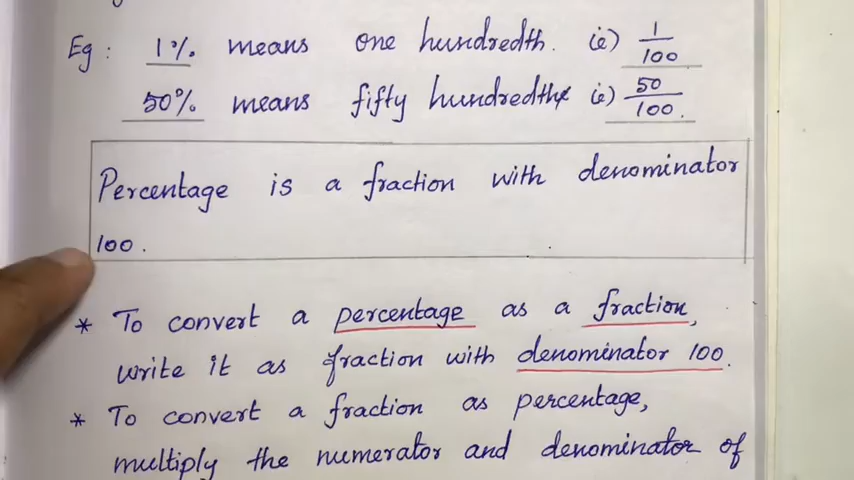 Eg : 1% means one hundredth. ie) 1/100
50% means fifty hundredth ie) 50/100.
Percentage is a fraction with denominator
100.
* To convert a percentage as a fraction,
write it as fraction with denominator 100.
* To convert a fraction as percentage,
multiply the numerator and denominator of